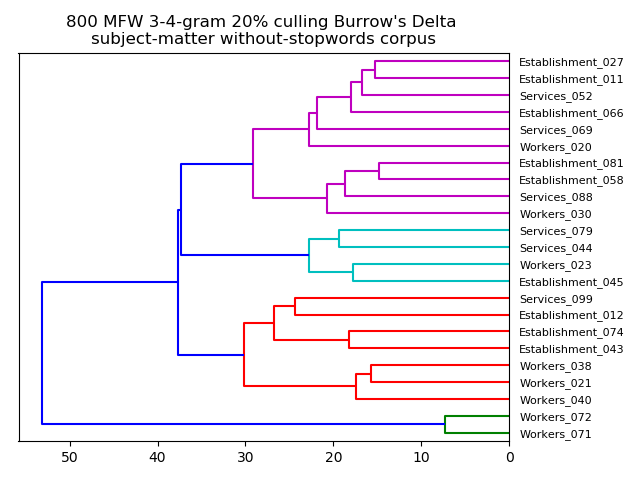 800 MFW 3-4-gram 20% culling Burrow's Delta
subject-matter without-stopwords corpus
Establishment_027
Establishment_011
Services_052
Establishment_066
Services_069
Workers_020
Establishment_081
Establishment_058
Services_088
Workers_030
Services_079
Services_044
Workers_023
Establishment_045
Services_099
Establishment_012
Establishment_074
Establishment_043
Workers_038
Workers_021
Workers_040
Workers_072
Workers_071
50 40 30 20 10 0